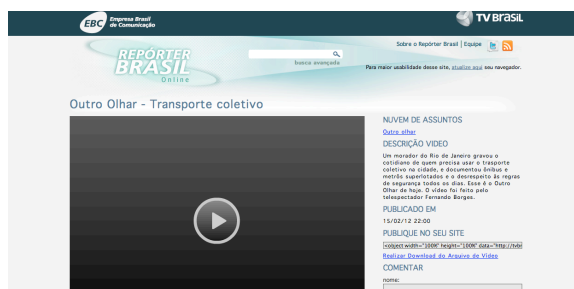 EBC Empresa Brasil
de Comunicação
TV BRASIL
REPÓRTER
BRASIL
Online
busca avançada
Sobre o Repórter Brasil | Equipe
Para maior usabilidade desse site, atualize aqui seu navegador.
Outro Olhar - Transporte coletivo
NUVEM DE ASSUNTOS
Outro olhar
DESCRIÇÃO VIDEO
Um morador do Rio de Janeiro gravou o
cotidiano de quem precisa usar o trasporte
coletivo na cidade, e documentou ônibus e
metrôs superlotados e o desrespeito às regras
de segurança todos os dias. Esse é o Outro
Olhar de hoje. O vídeo foi feito pelo
telespectador Fernando Borges.
PUBLICADO EM
15/02/12 22:00
PUBLIQUE NO SEU SITE
<object width="100%" height="100%" data="http://tvbr
Realizar Download do Arquivo de Vídeo
COMENTAR
nome: